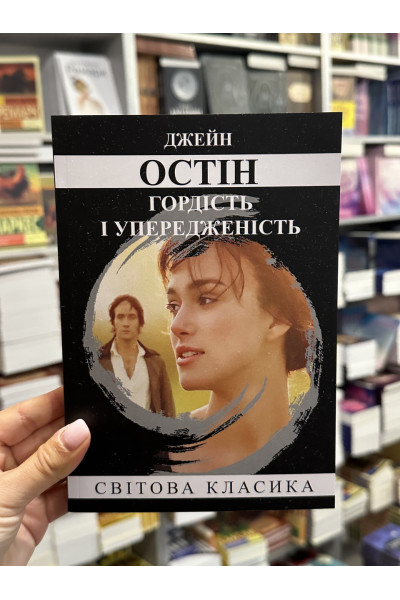 ДЖЕЙН
ОСТІН
ГОРДІСТЬ
І УПЕРЕДЖЕНІСТЬ
СВІТОВА КЛАСИКА